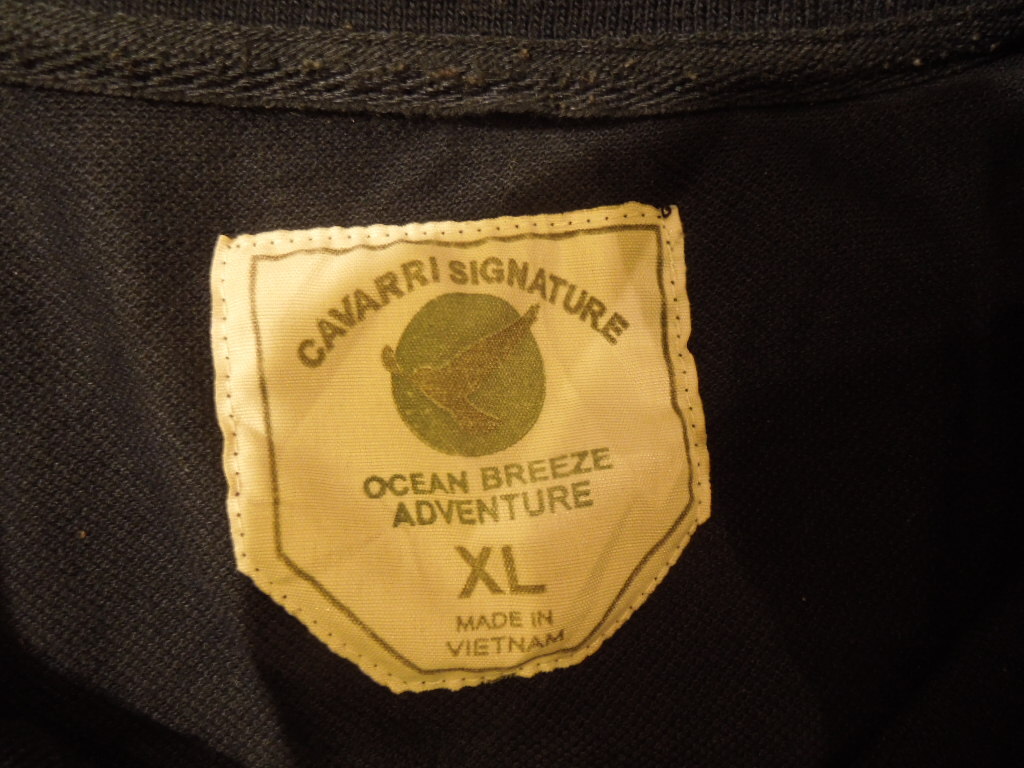 CAVARRI SIGNATURE
OCEAN BREEZE
ADVENTURE
XL
MADE IN
VIETNAM